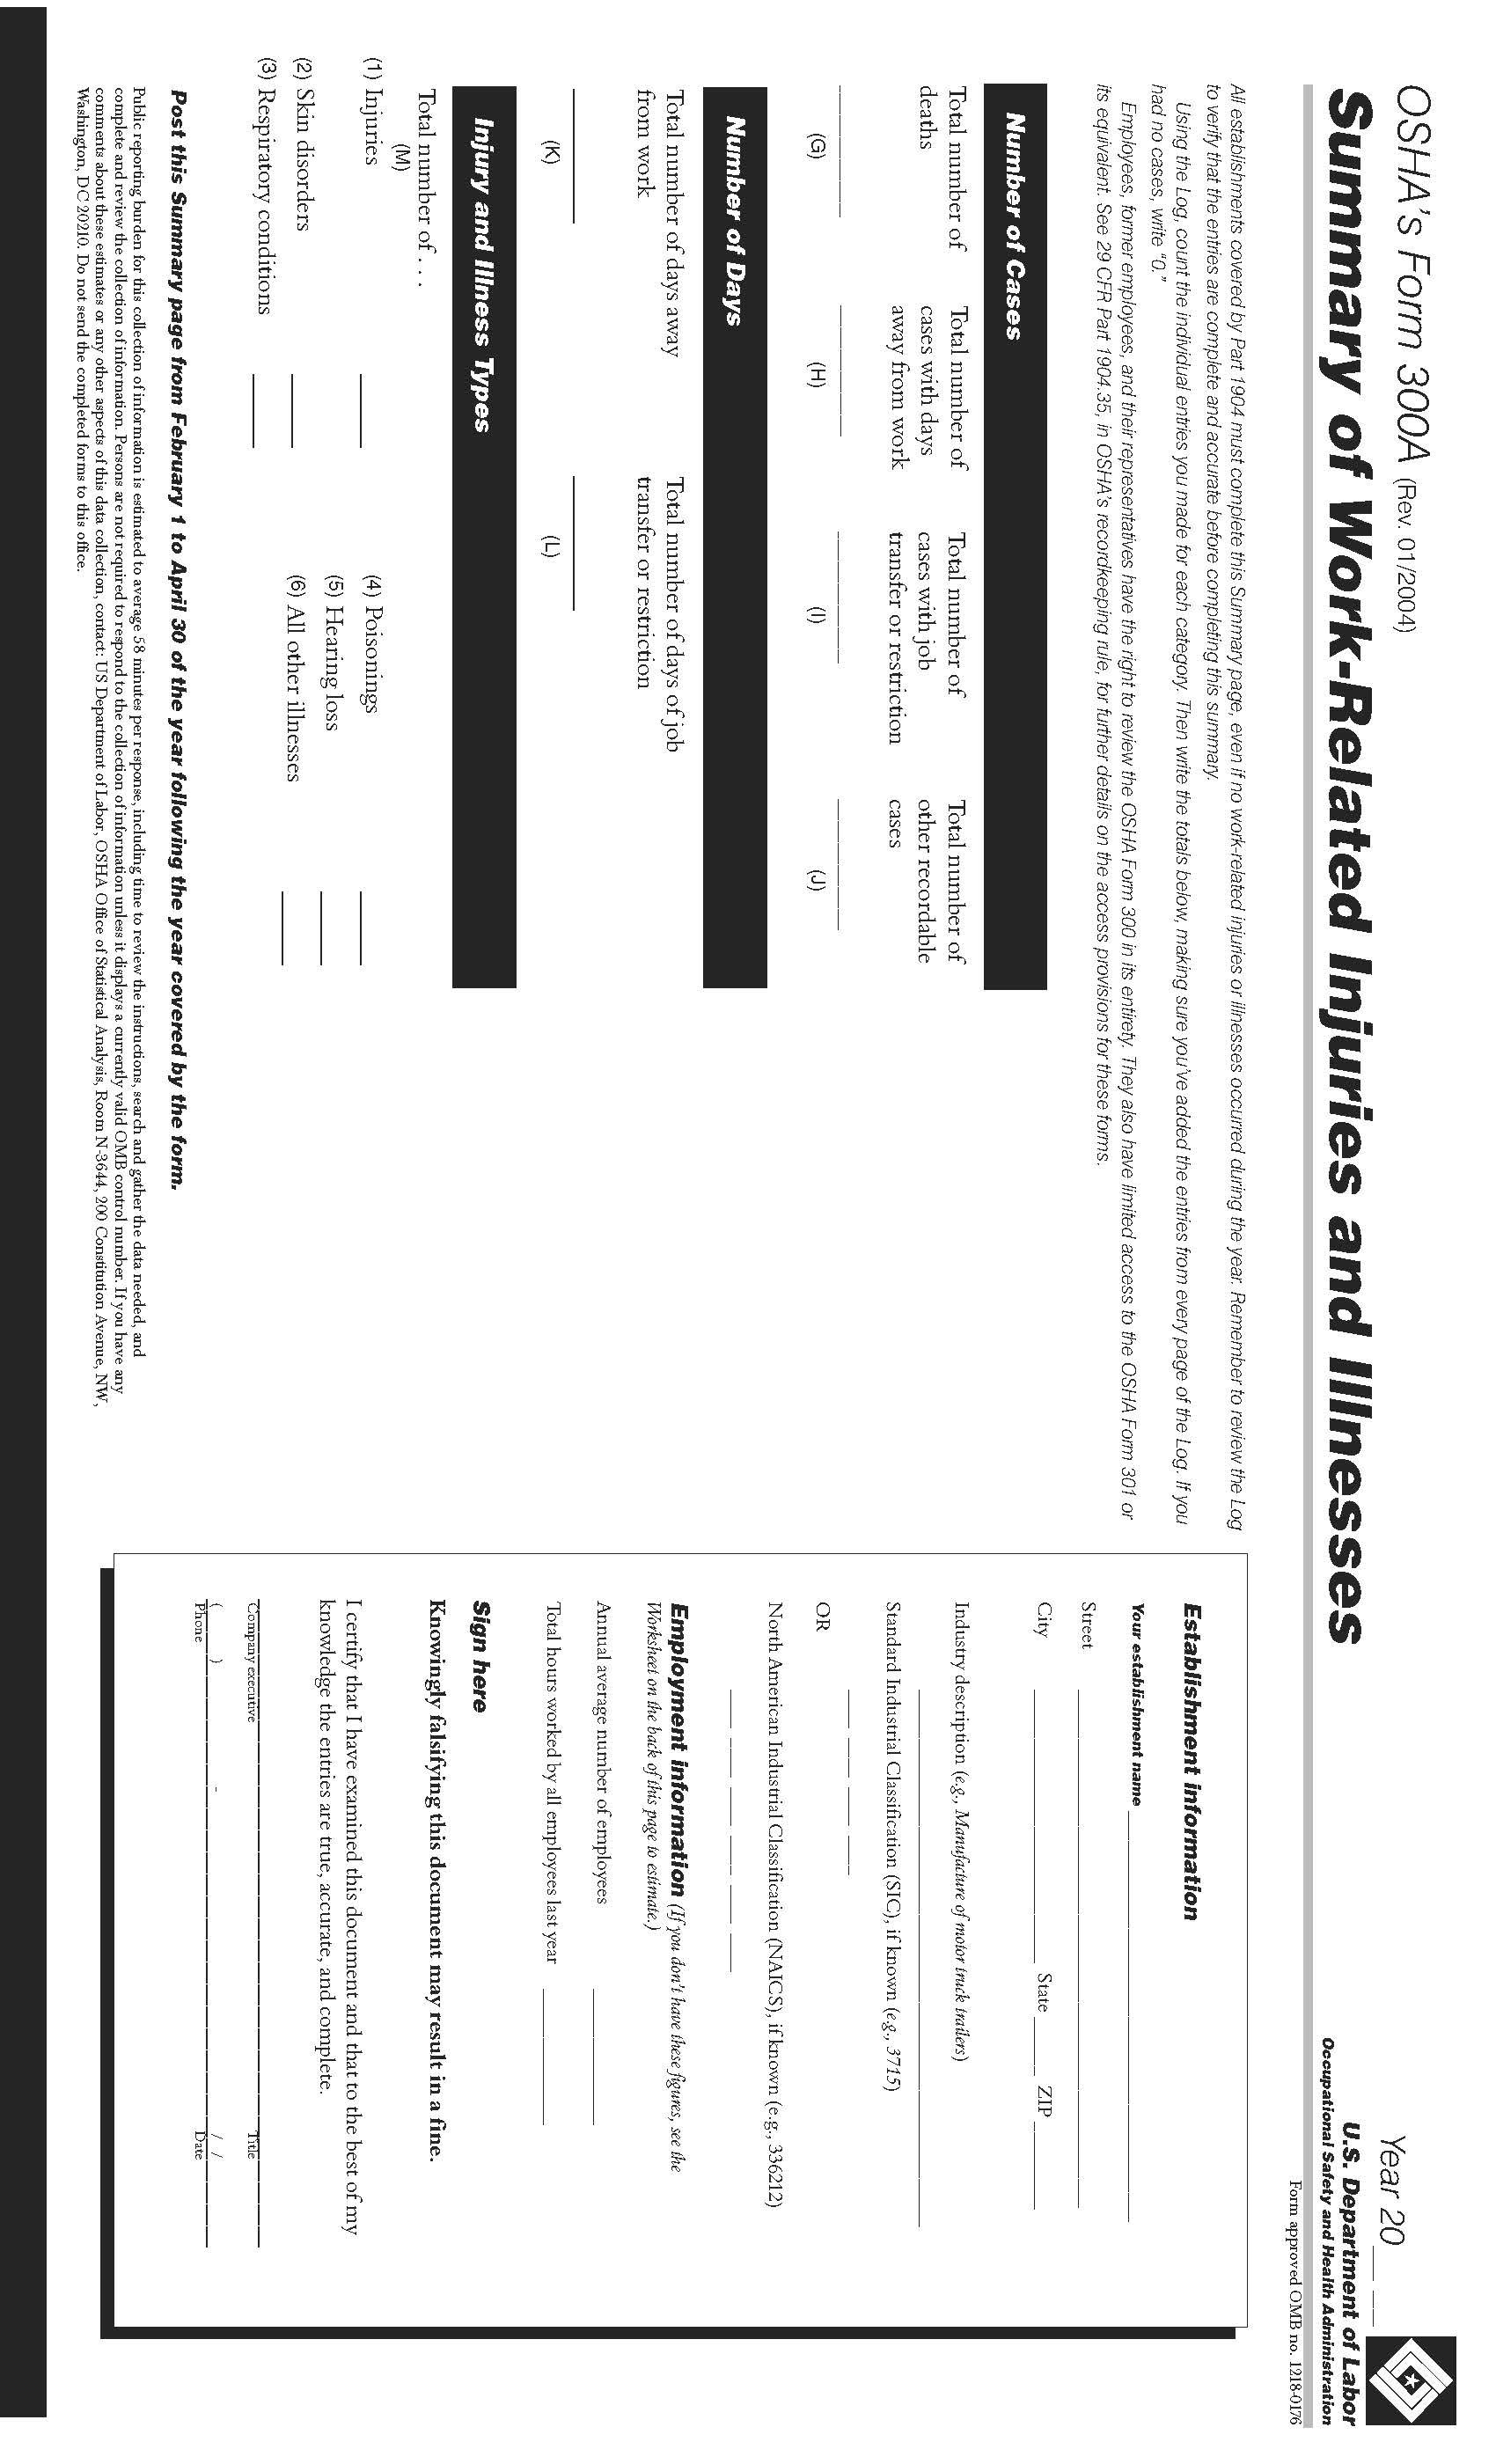 OSHA's Form 300A (Rev. 01/2004)
Summary of Work-Related Injuries and Illnesses
Year 20__ __
U.S. Department of Labor
Occupational Safety and Health Administration
Form approved OMB no. 1218-0176
All establishments covered by Part 1904 must complete this Summary page, even if no work-related injuries or illnesses occurred during the year. Remember to review the Log
to verify that the entries are complete and accurate before completing this summary.
Using the Log, count the individual entries you made for each category. Then write the totals below, making sure you've added the entries from every page of the Log. If you
had no cases, write “0.”
Employees, former employees, and their representatives have the right to review the OSHA Form 300 in its entirety. They also have limited access to the OSHA Form 301 or
its equivalent. See 29 CFR Part 1904.35, in OSHA's recordkeeping rule, for further details on the access provisions for these forms.
Number of Cases
Total number of
deaths
Total number of
cases with days
away from work
Total number of
cases with job
transfer or restriction
Total number of
other recordable
cases
(G) (H) (I) (J)
Number of Days
Total number of days away
from work
Total number of days of job
transfer or restriction
(K) (L)
Injury and Illness Types
Total number of . . .
(M)
(1) Injuries
(2) Skin disorders
(3) Respiratory conditions
(4) Poisonings
(5) Hearing loss
(6) All other illnesses
Post this Summary page from February 1 to April 30 of the year following the year covered by the form.
Public reporting burden for this collection of information is estimated to average 58 minutes per response, including time to review the instructions, search and gather the data needed, and
complete and review the collection of information. Persons are not required to respond to the collection of information unless it displays a currently valid OMB control number. If you have any
comments about these estimates or any other aspects of this data collection, contact: US Department of Labor, OSHA Office of Statistical Analysis, Room N-3644, 200 Constitution Avenue, NW,
Washington, DC 20210. Do not send the completed forms to this office.
Establishment information
Your establishment name
Street
City State ZIP
Industry description (e.g., Manufacture of motor truck trailers)
Standard Industrial Classification (SIC), if known (e.g., 3715)
OR
North American Industrial Classification (NAICS), if known (e.g., 336212)
Employment information (If you don't have these figures, see the
Worksheet on the back of this page to estimate.)
Annual average number of employees
Total hours worked by all employees last year
Sign here
Knowingly falsifying this document may result in a fine.
I certify that I have examined this document and that to the best of my
knowledge the entries are true, accurate, and complete.
Company executive Title
( ) - / /
Phone Date